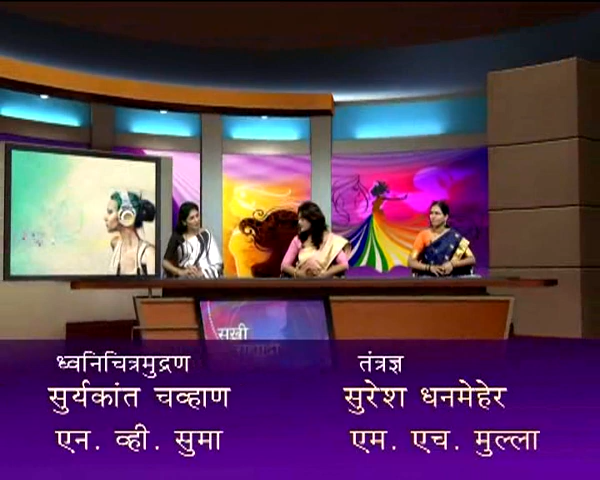 सखी
ध्वनिचित्रमुद्रण
सुर्यकांत चव्हाण
एन. व्ही. सुमा
तंत्रज्ञ
सुरेश धनमेहेर
एम. एच. मुल्ला